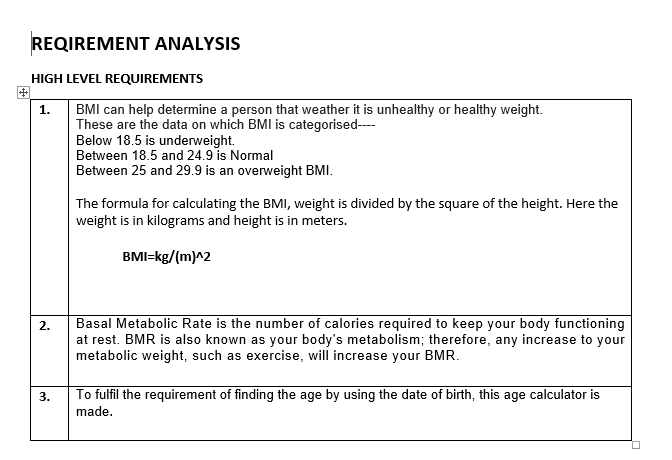 REQIREMENT ANALYSIS
HIGH LEVEL REQUIREMENTS
1. BMI can help determine a person that weather it is unhealthy or healthy weight.
These are the data on which BMI is categorised----
Below 18.5 is underweight.
Between 18.5 and 24.9 is Normal
Between 25 and 29.9 is an overweight BMI.
The formula for calculating the BMI, weight is divided by the square of the height. Here the
weight is in kilograms and height is in meters.
BMI=kg/(m)^2
2. Basal Metabolic Rate is the number of calories required to keep your body functioning
at rest. BMR is also known as your body's metabolism; therefore, any increase to your
metabolic weight, such as exercise, will increase your BMR.
3. To fulfil the requirement of finding the age by using the date of birth, this age calculator is
made.